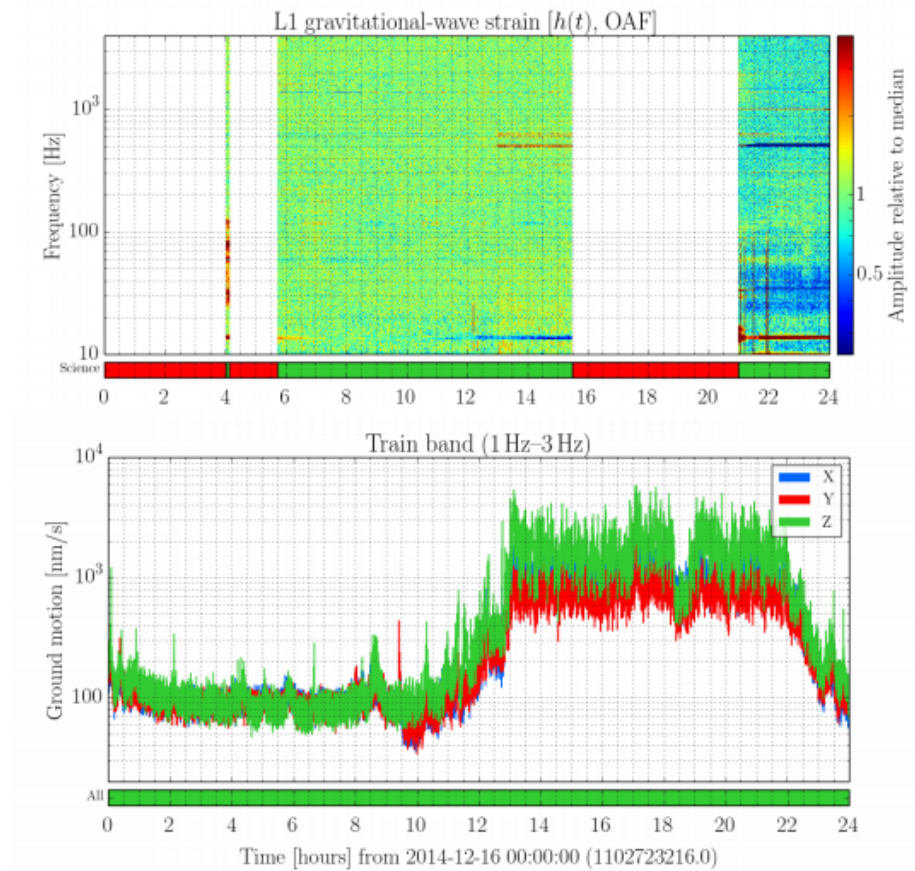 L1 gravitational-wave strain [h(t), OAF]
Frequency [Hz]
10³
100
10
Amplitude relative to median
1
0.5
Science
0 2 4 6 8 10 12 14 16 18 20 22 24
Train band (1 Hz–3 Hz)
Ground motion [nm/s]
10⁴
10³
100
X
Y
Z
All
0 2 4 6 8 10 12 14 16 18 20 22 24
Time [hours] from 2014-12-16 00:00:00 (1102723216.0)